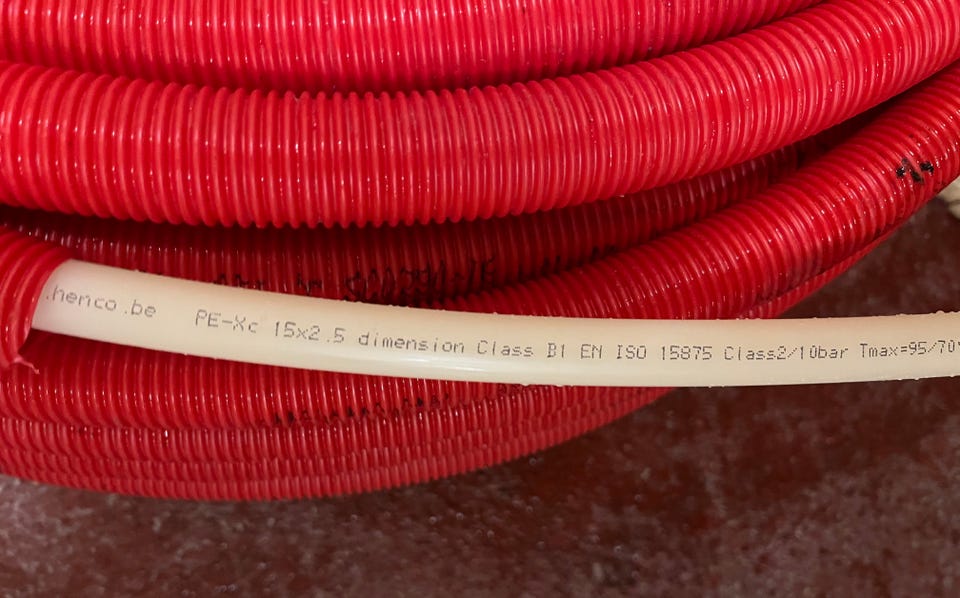 .henco.be PE-Xc 15x2.5 dimension Class B1 EN ISO 15875 Class2/10bar Tmax=95/70°